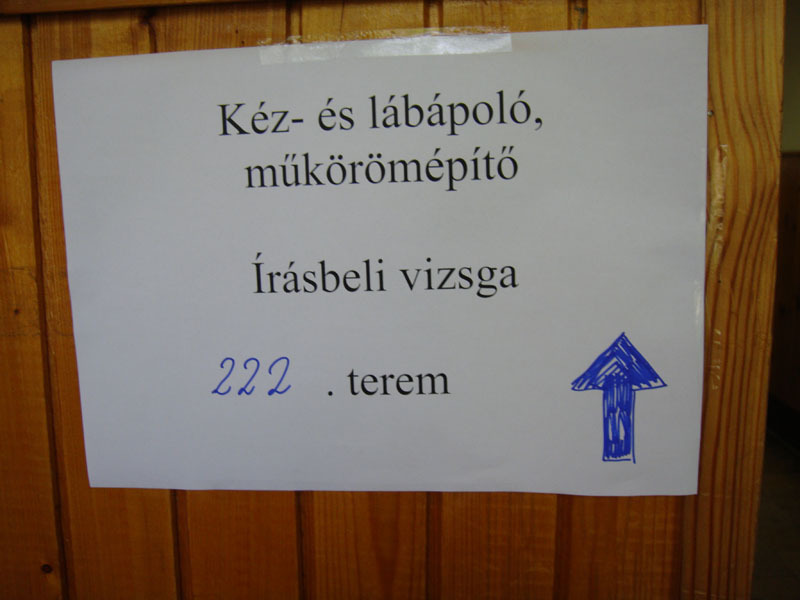 Kéz- és lábápoló,
műkörömépítő
Írásbeli vizsga
222 . terem